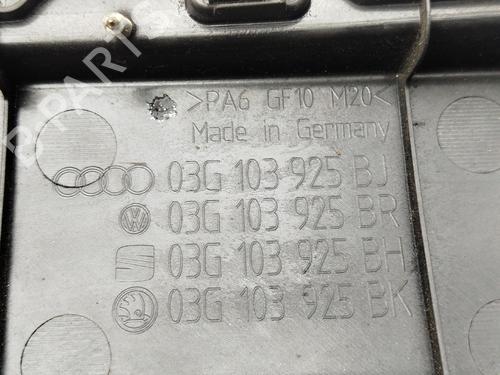 >PA6 GF10 M20<
Made in Germany
03G 103 925 BJ
VW 03G 103 925 BR
03G 103 925 BH
03G 103 925 BK